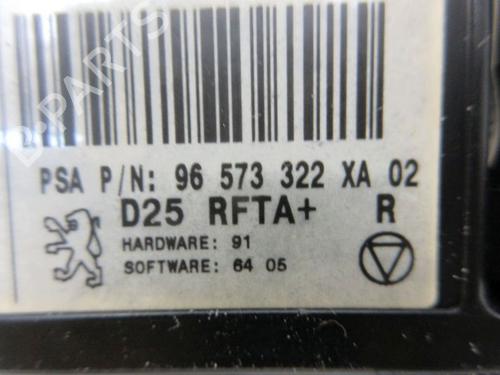 B-PARTS
PSA P/N: 96 573 322 XA 02
D25 RFTA+ R
HARDWARE: 91
SOFTWARE: 64 05